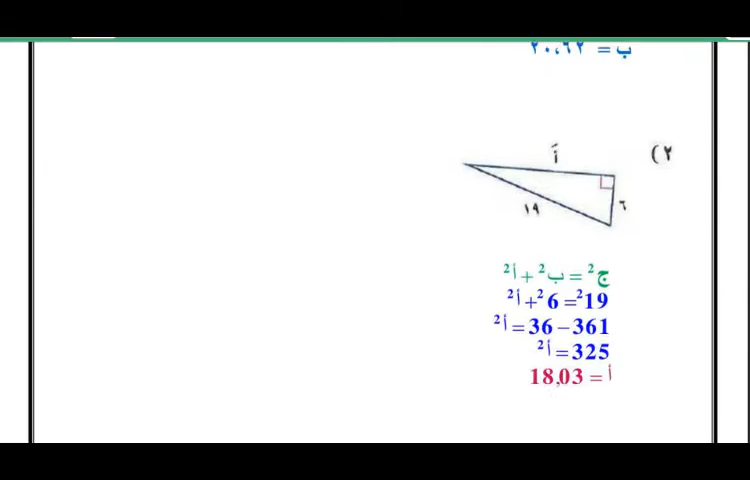 ب = ٢٠،٦٢
٢)
أ
١٩
٦
ج² = ب² + أ²
19² = 6² + أ²
361 – 36 = أ²
325 = أ²
أ = 18,03